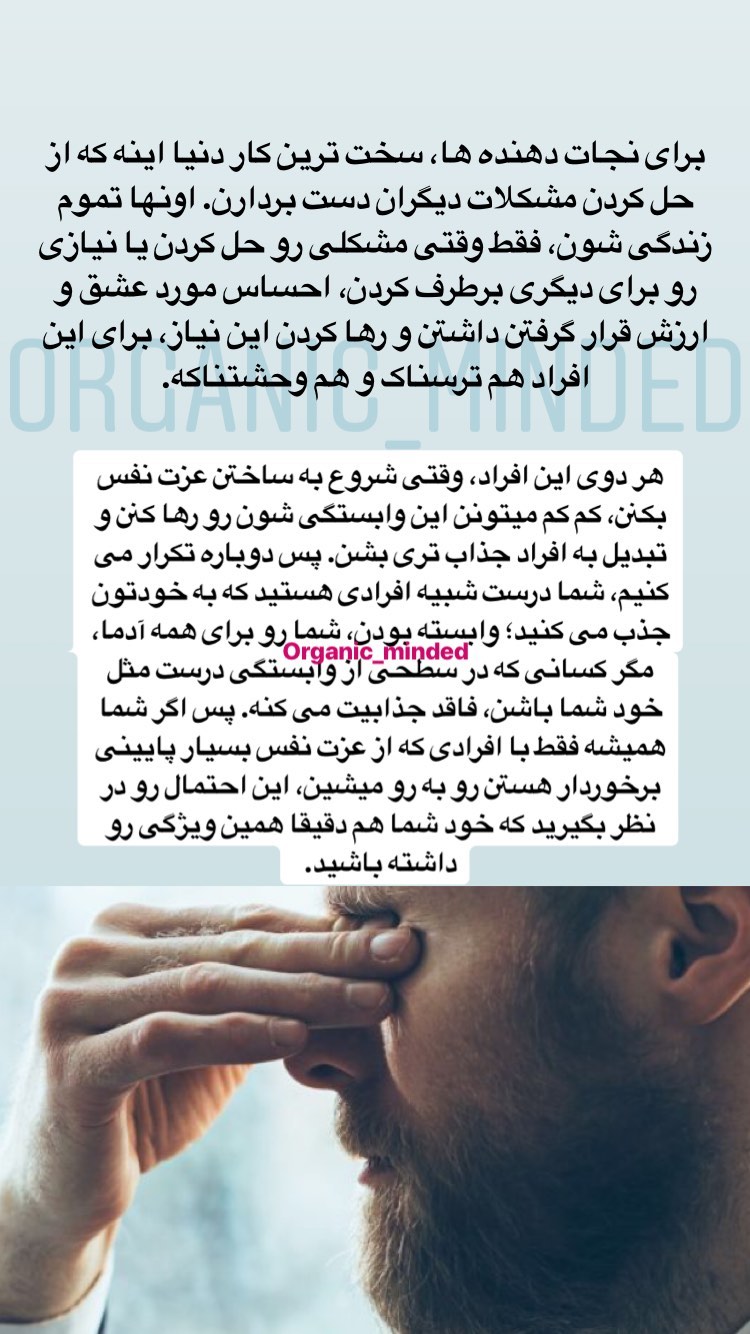 برای نجات دهنده ها، سخت ترین کار دنیا اینه که از
حل کردن مشکلات دیگران دست بردارن. اونها تموم
زندگی شون، فقط وقتی مشکلی رو حل کردن یا نیازی
رو برای دیگری برطرف کردن، احساس مورد عشق و
ارزش قرار گرفتن داشتن و رها کردن این نیاز، برای این
افراد هم ترسناک و هم وحشتناکه.
ORGANIC_MINDED
هر دوی این افراد، وقتی شروع به ساختن عزت نفس
بکنن، کم کم میتونن این وابستگی شون رو رها کنن و
تبدیل به افراد جذاب تری بشن. پس دوباره تکرار می
کنیم، شما درست شبیه افرادی هستید که به خودتون
جذب می کنید؛ وابسته بودن، شما رو برای همه آدما،
Organic_minded
مگر کسانی که در سطحی از وابستگی درست مثل
خود شما باشن، فاقد جذابیت می کنه. پس اگر شما
همیشه فقط با افرادی که از عزت نفس بسیار پایینی
برخوردار هستن رو به رو میشین، این احتمال رو در
نظر بگیرید که خود شما هم دقیقا همین ویژگی رو
داشته باشید.